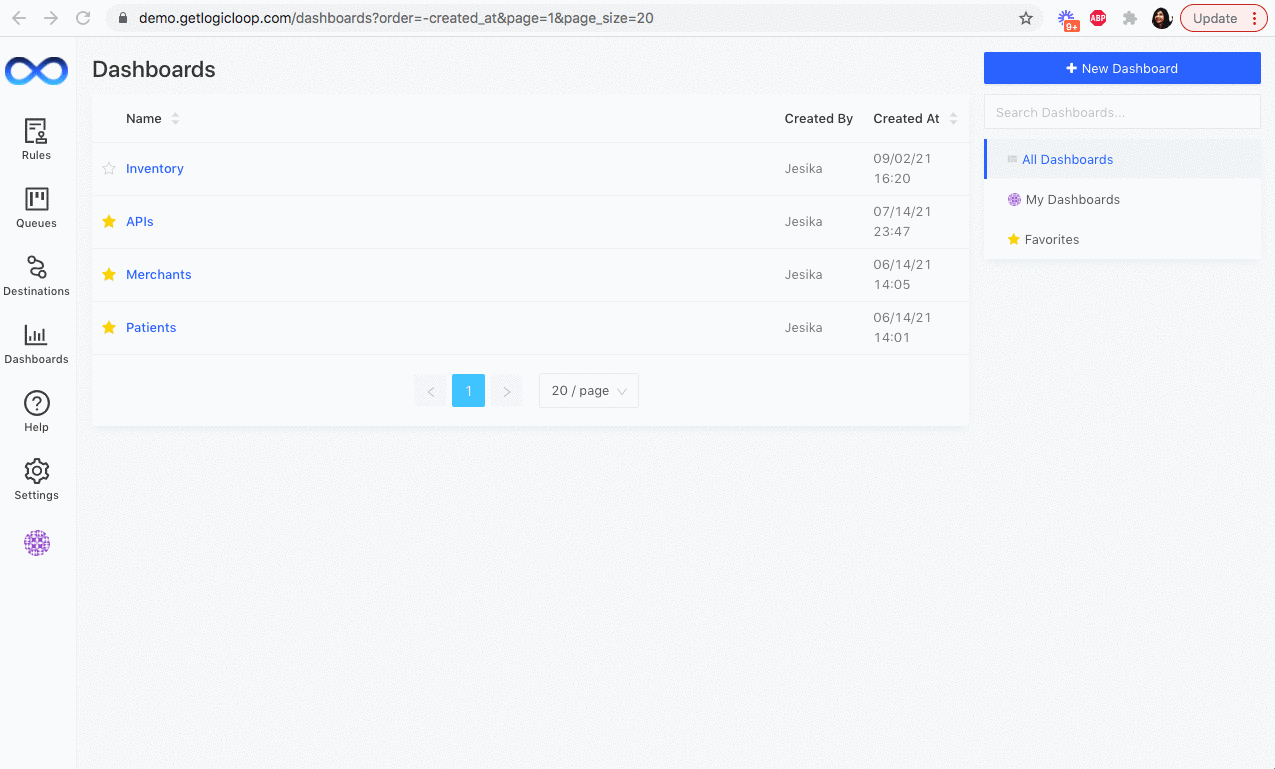 demo.getlogicloop.com/dashboards?order=-created_at&page=1&page_size=20
9+
ABP
Update
Rules
Queues
Destinations
Dashboards
Help
Settings
Dashboards
Name Created By Created At
Inventory Jesika 09/02/21
16:20
APIs Jesika 07/14/21
23:47
Merchants Jesika 06/14/21
14:05
Patients Jesika 06/14/21
14:01
< 1 > 20 / page
+ New Dashboard
Search Dashboards...
All Dashboards
My Dashboards
Favorites